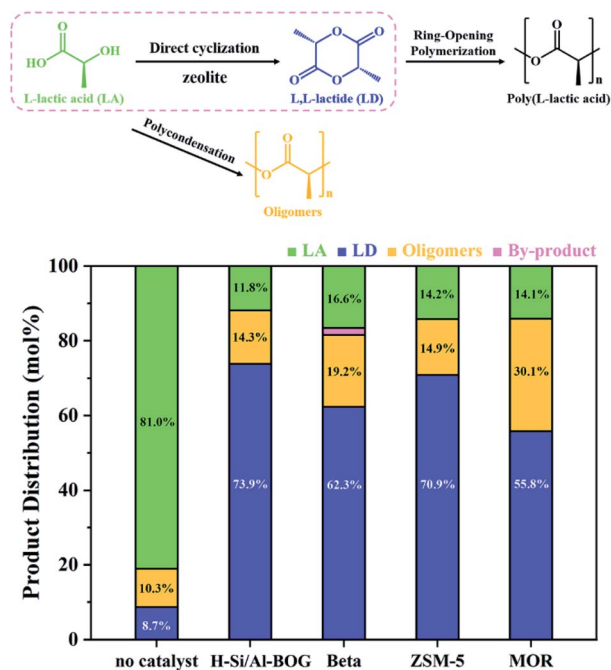 O
OH
HO
L-lactic acid (LA)
Direct cyclization
zeolite
O
O
O
O
L,L-lactide (LD)
Ring-Opening
Polymerization
O
O
n
Poly(L-lactic acid)
Polycondensation
O
O
n
Oligomers
LA LD Oligomers By-product
Product Distribution (mol%)
100
80
60
40
20
0
81.0%
10.3%
8.7%
11.8%
14.3%
73.9%
16.6%
19.2%
62.3%
14.2%
14.9%
70.9%
14.1%
30.1%
55.8%
no catalyst H-Si/Al-BOG Beta ZSM-5 MOR